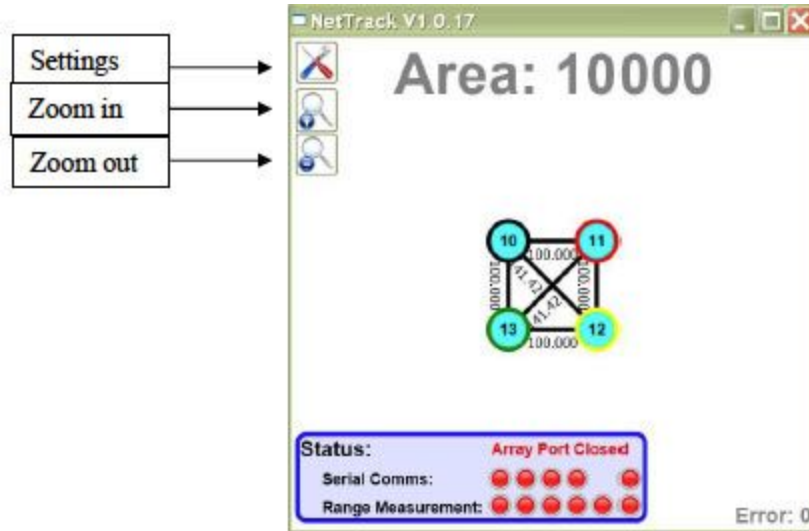 NetTrack V1.0.17
Settings
Zoom in
Zoom out
Area: 10000
10
11
100.000
100.000
100.000
41.42
41.42
13
12
100.000
Status:
Array Port Closed
Serial Comms:
Range Measurement:
Error: 0